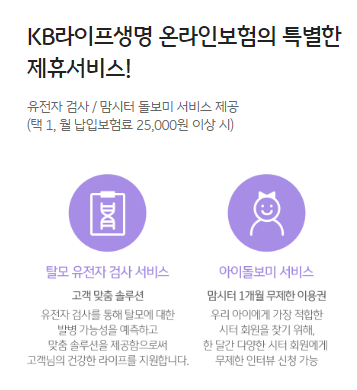 KB라이프생명 온라인보험의 특별한
제휴서비스!
유전자 검사 / 맘시터 돌보미 서비스 제공
(택 1, 월 납입보험료 25,000원 이상 시)
탈모 유전자 검사 서비스
고객 맞춤 솔루션
유전자 검사를 통해 탈모에 대한
발병 가능성을 예측하고
맞춤 솔루션을 제공함으로써
고객님의 건강한 라이프를 지원합니다.
아이돌보미 서비스
맘시터 1개월 무제한 이용권
우리 아이에게 가장 적합한
시터 회원을 찾기 위해,
한 달간 다양한 시터 회원에게
무제한 인터뷰 신청 가능